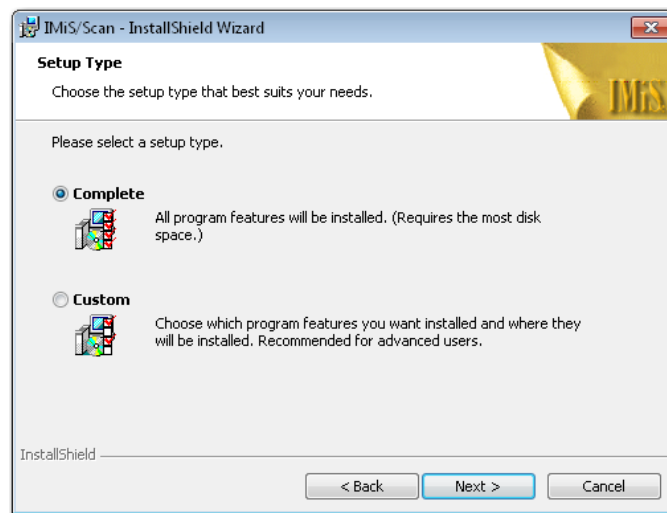 IMiS/Scan - InstallShield Wizard
Setup Type
Choose the setup type that best suits your needs.
IMiS
Please select a setup type.
Complete
All program features will be installed. (Requires the most disk
space.)
Custom
Choose which program features you want installed and where they
will be installed. Recommended for advanced users.
InstallShield
< Back Next > Cancel